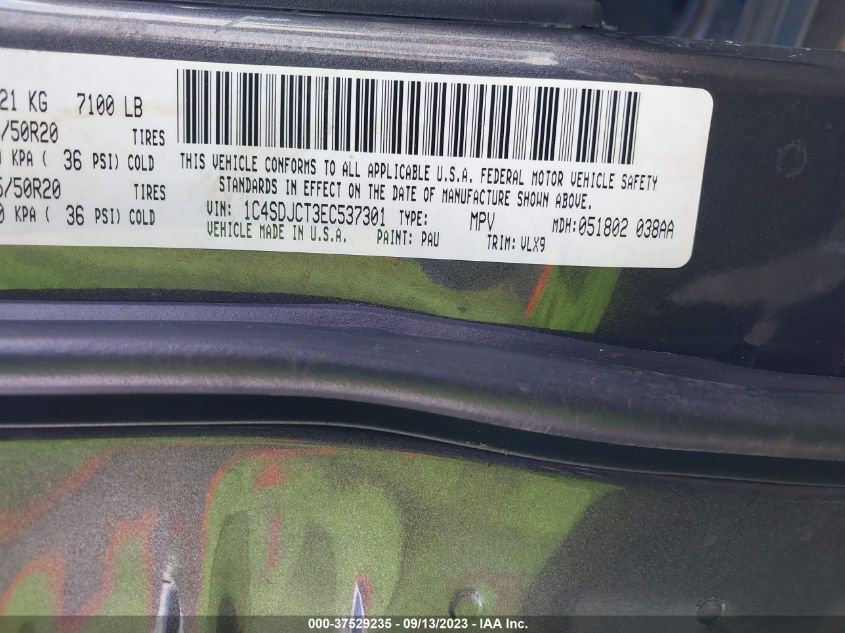 21 KG 7100 LB
/50R20 TIRES
KPA ( 36 PSI) COLD
/50R20 TIRES
0 KPA ( 36 PSI) COLD
THIS VEHICLE CONFORMS TO ALL APPLICABLE U.S.A. FEDERAL MOTOR VEHICLE SAFETY
STANDARDS IN EFFECT ON THE DATE OF MANUFACTURE SHOWN ABOVE.
VIN: 1C4SDJCT3EC537301 TYPE: MPV MDH:051802 038AA
VEHICLE MADE IN U.S.A. PAINT: PAU TRIM: VLX9
000-37529235 - 09/13/2023 - IAAI Inc.